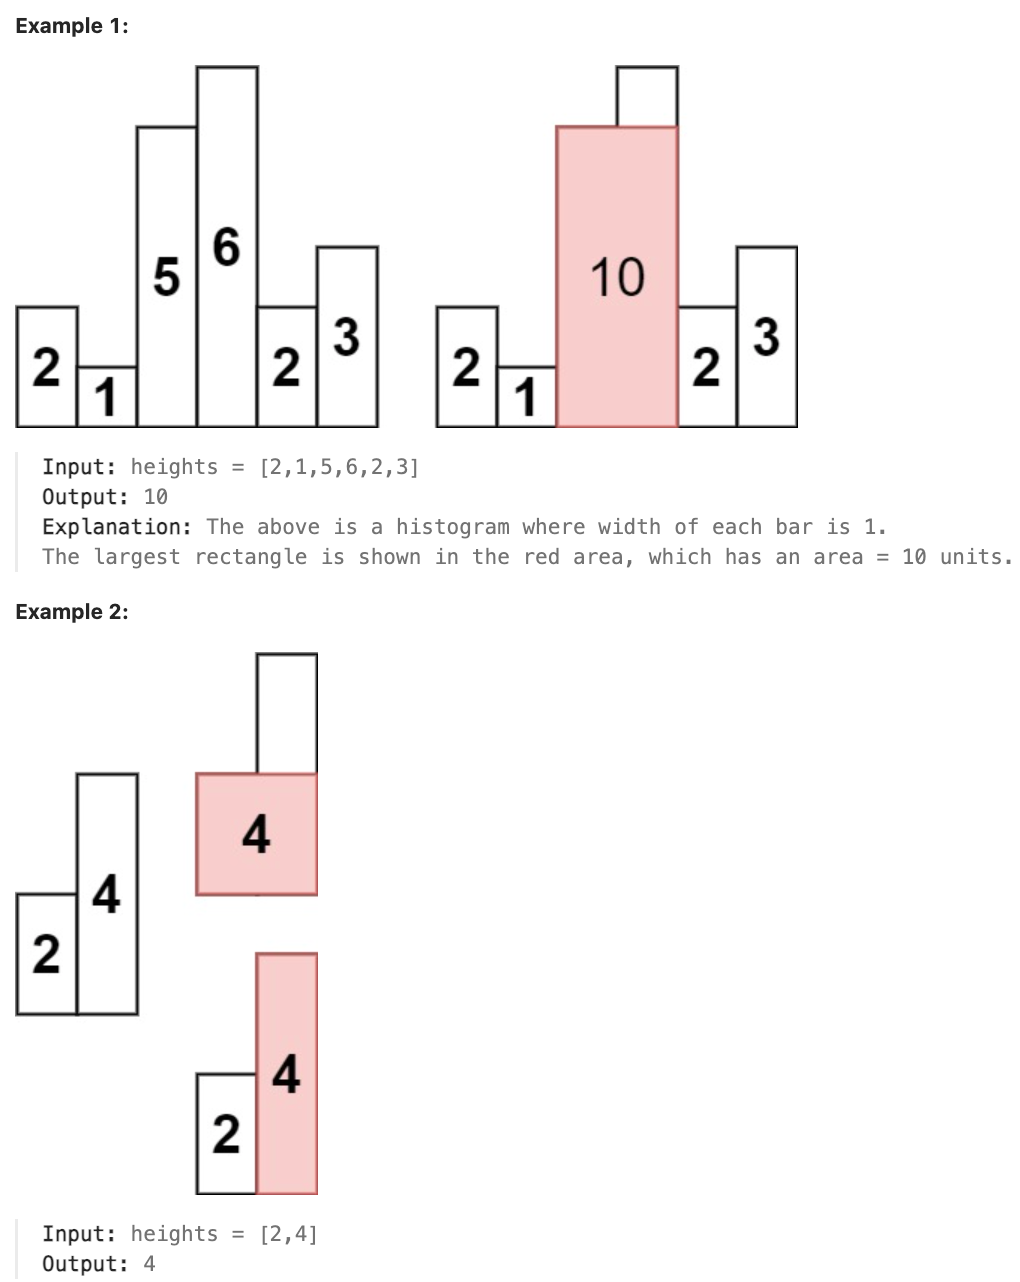 Example 1:
2 1 5 6 2 3
2 1 10 2 3
Input: heights = [2,1,5,6,2,3]
Output: 10
Explanation: The above is a histogram where width of each bar is 1.
The largest rectangle is shown in the red area, which has an area = 10 units.
Example 2:
2 4
4
2 4
Input: heights = [2,4]
Output: 4